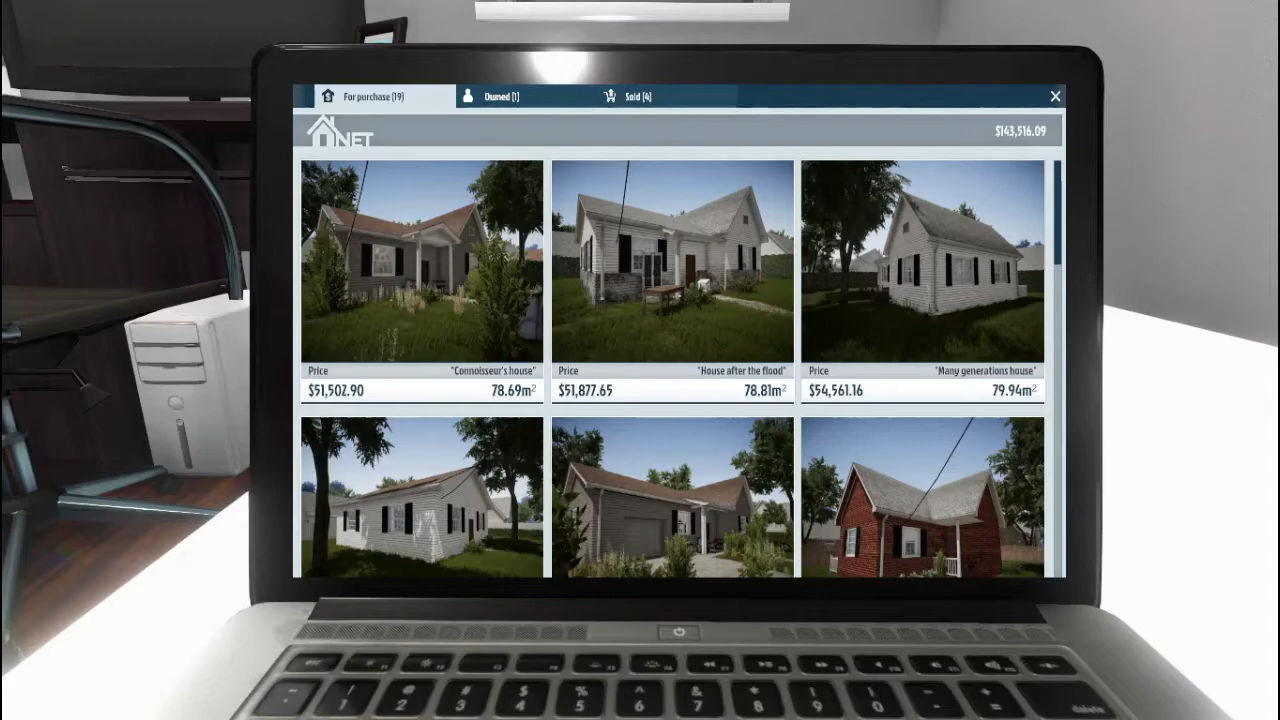 For purchase (19)
Owned (1)
Sold (4)
NET
$143,516.09
Price "Connoisseur's house"
$51,502.90 78.69m²
Price "House after the flood"
$51,877.65 78.81m²
Price "Many generations house"
$54,561.16 79.94m²
esc
delete